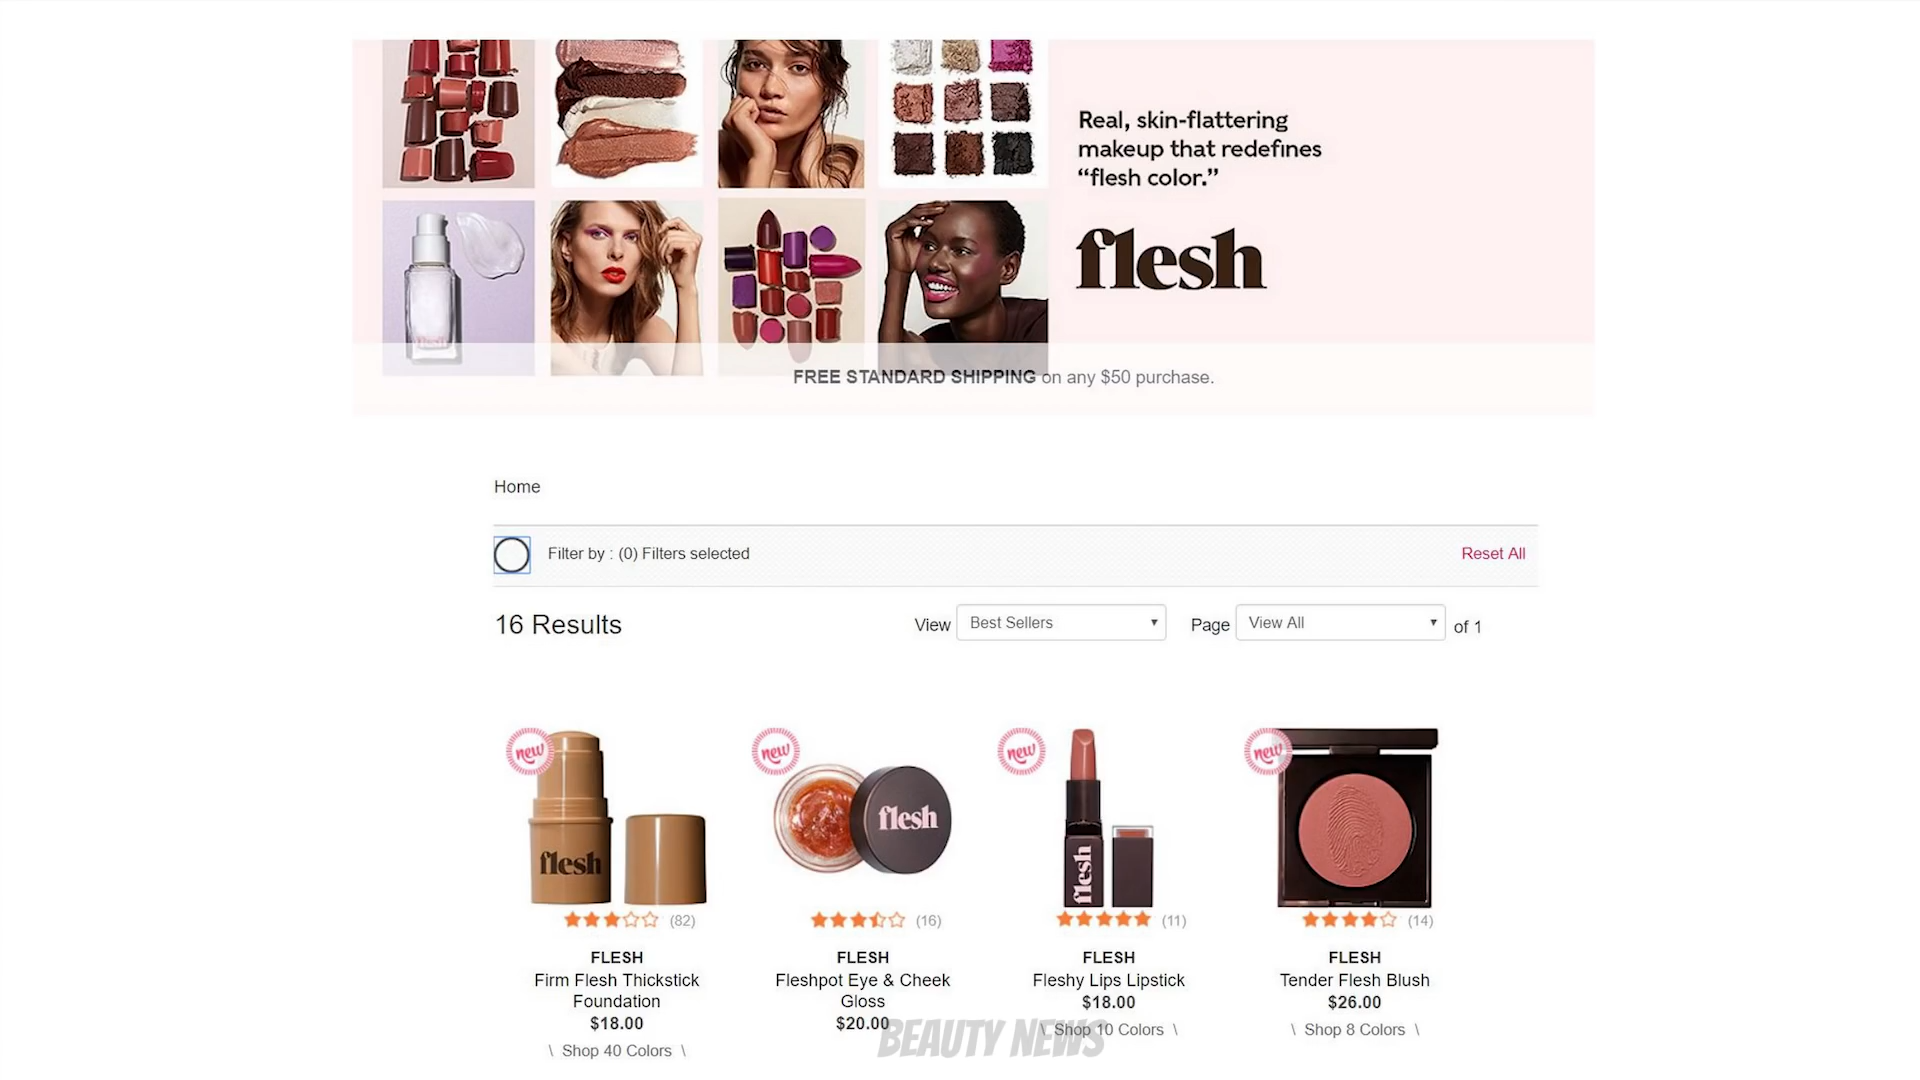 Real, skin-flattering
makeup that redefines
“flesh color.”
flesh
flesh
FREE STANDARD SHIPPING on any $50 purchase.
Home
Filter by : (0) Filters selected
Reset All
16 Results
View Best Sellers Page View All of 1
new new new new
flesh flesh flesh
(82) (16) (11) (14)
FLESH FLESH FLESH FLESH
Firm Flesh Thickstick Fleshpot Eye & Cheek Fleshy Lips Lipstick Tender Flesh Blush
Foundation Gloss $18.00 $26.00
$18.00 $20.00 \ Shop 10 Colors \ \ Shop 8 Colors \
\ Shop 40 Colors \
BEAUTY NEWS